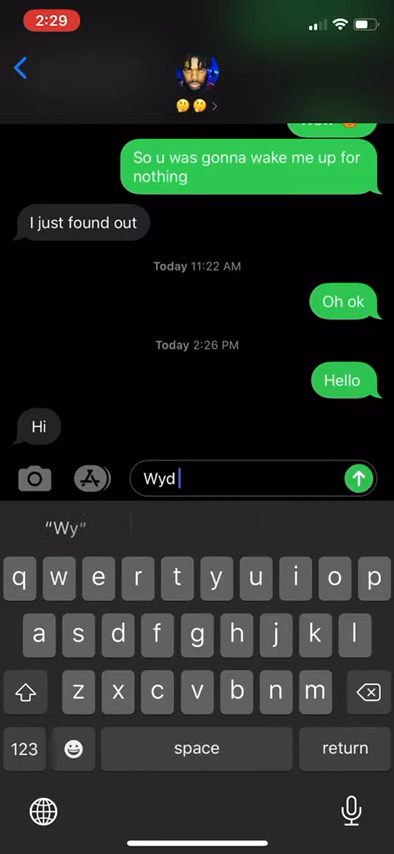 2:29
So u was gonna wake me up for
nothing
I just found out
Today 11:22 AM
Oh ok
Today 2:26 PM
Hello
Hi
Wyd
“Wy”
q w e r t y u i o p
a s d f g h j k l
z x c v b n m
123 space return